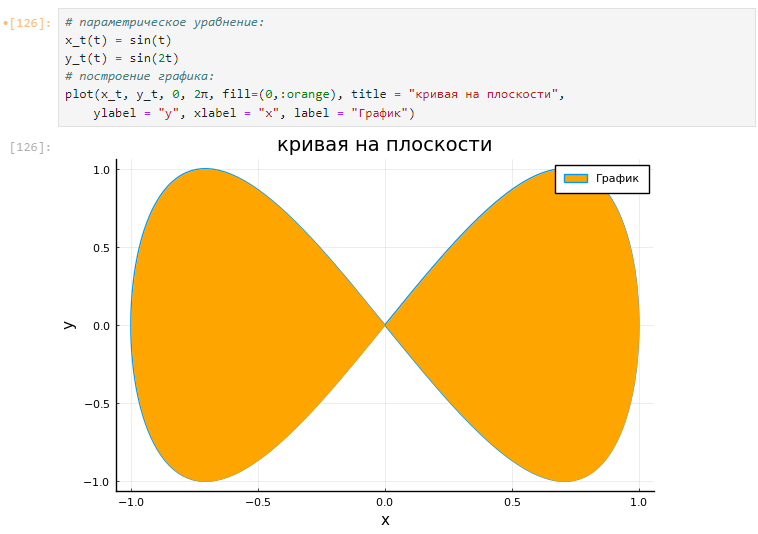 [126]:
# параметрическое уравнение:
x_t(t) = sin(t)
y_t(t) = sin(2t)
# построение графика:
plot(x_t, y_t, 0, 2π, fill=(0,:orange), title = "кривая на плоскости",
ylabel = "y", xlabel = "x", label = "График")
[126]:
кривая на плоскости
График
1.0
0.5
0.0
−0.5
−1.0
y
−1.0 −0.5 0.0 0.5 1.0
x